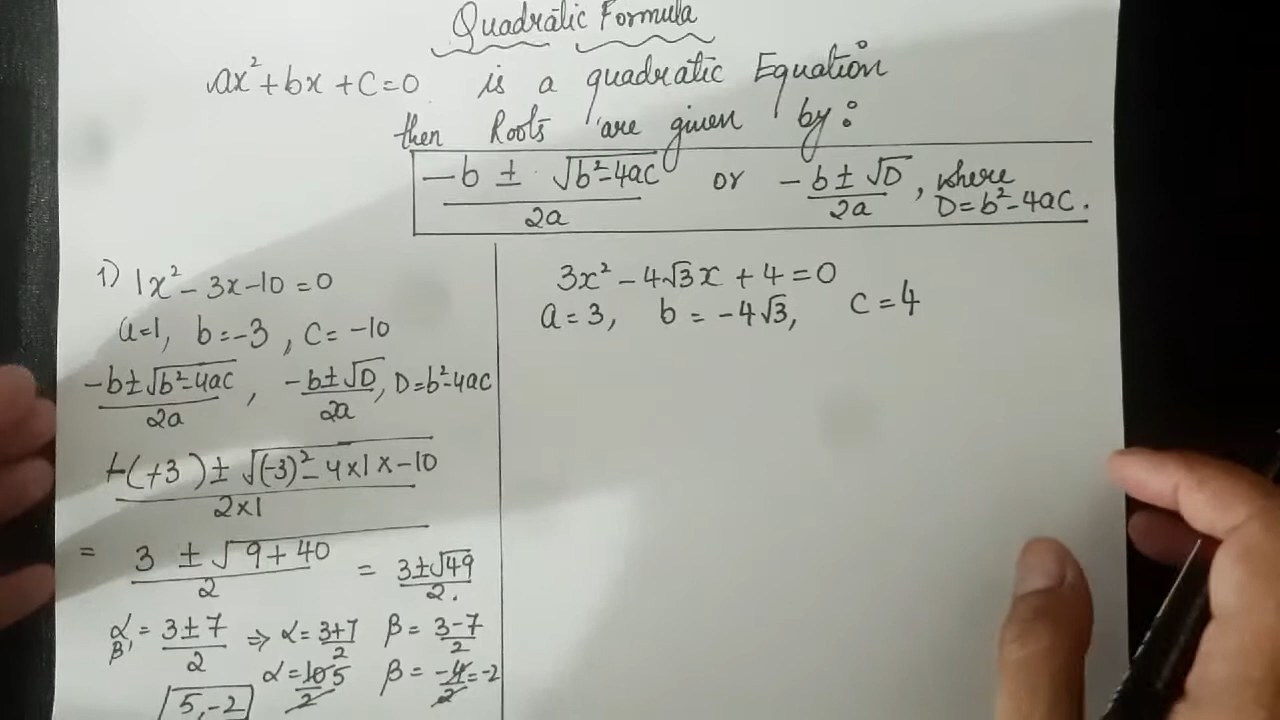 Quadratic Formula
ax²+bx+c=0 is a quadratic Equation
then Roots are given by:
-b ± √b²-4ac / 2a or -b ± √D / 2a, where D=b²-4ac.
1) 1x²-3x-10=0
a=1, b=-3, c=-10
-b±√b²-4ac / 2a, -b±√D / 2a, D=b²-4ac
√(-3)²-4×1×-10 / 2×1
= 3 ±√9+40 / 2 = 3±√49 / 2.
α, β = 3±7 / 2 ⇒ α = 3+7 / 2 β = 3-7 / 2
α = 10 / 2 5 β = -4 / 2 = -2
5, -2
3x²-4√3x+4=0
a=3, b=-4√3, c=4